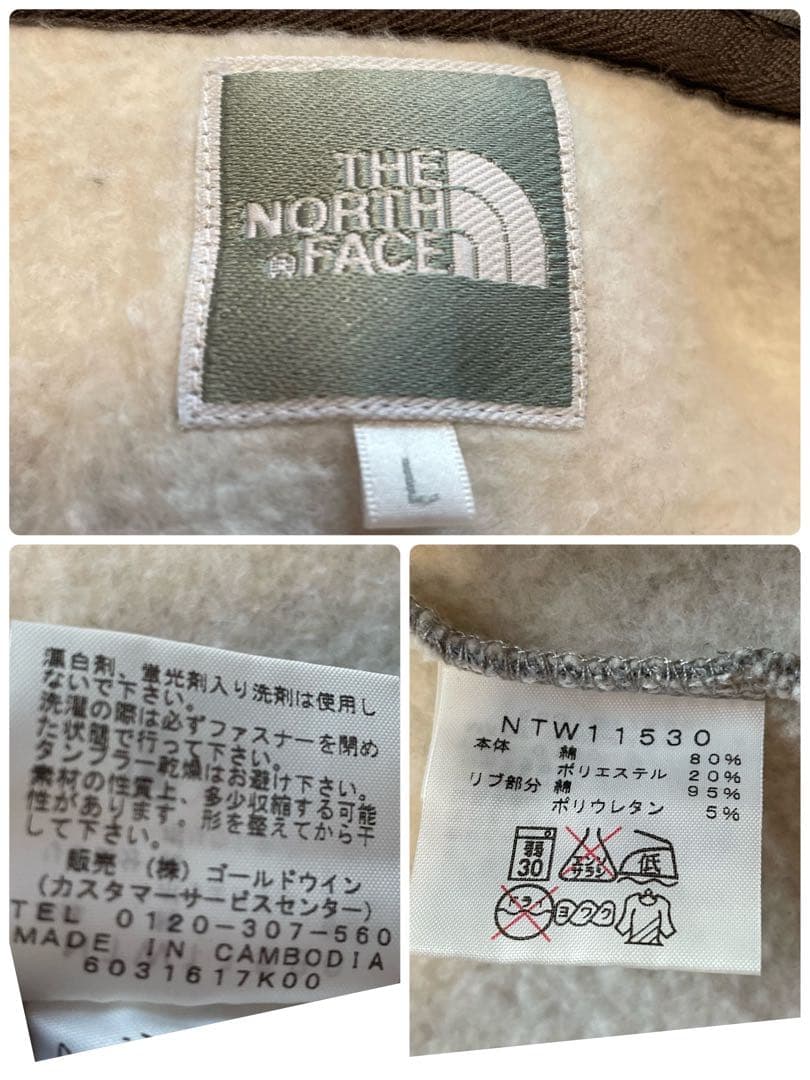 THE
NORTH
® FACE
L
漂白剤、蛍光剤入り洗剤は使用し
ないで下さい。
洗濯の際は必ずファスナーを閉め
た状態で行って下さい。
タンブラー乾燥はお避け下さい。
素材の性質上、多少収縮する可能
性があります。形を整えてから干
して下さい。
販売 (株) ゴールドウイン
(カスタマーサービスセンター)
TEL 0120-307-560
MADE IN CAMBODIA
6031617K00
NTW11530
本体 綿 80%
ポリエステル 20%
リブ部分 綿 95%
ポリウレタン 5%
弱 30 エンソ サラシ 低
ドライ ヨワク